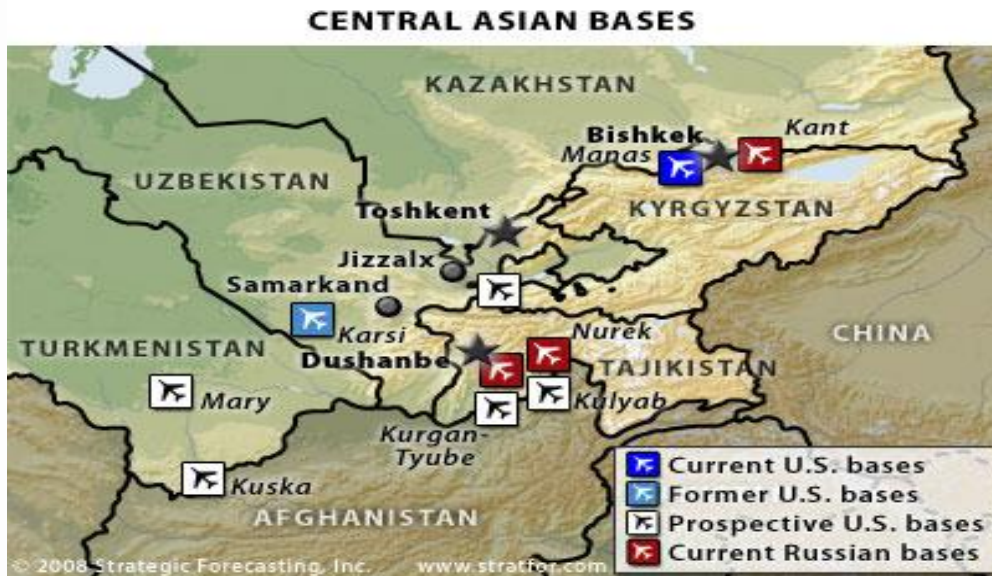 CENTRAL ASIAN BASES
KAZAKHSTAN
Bishkek
Kant
Manas
UZBEKISTAN
KYRGYZSTAN
Toshkent
Jizzalx
Samarkand
Karsi
Nurek
CHINA
TURKMENISTAN
Dushanbe
TAJIKISTAN
Mary
Kulyab
Kurgan-
Tyube
Kuska
AFGHANISTAN
Current U.S. bases
Former U.S. bases
Prospective U.S. bases
Current Russian bases
© 2008 Strategic Forecasting, Inc. www.stratfor.com